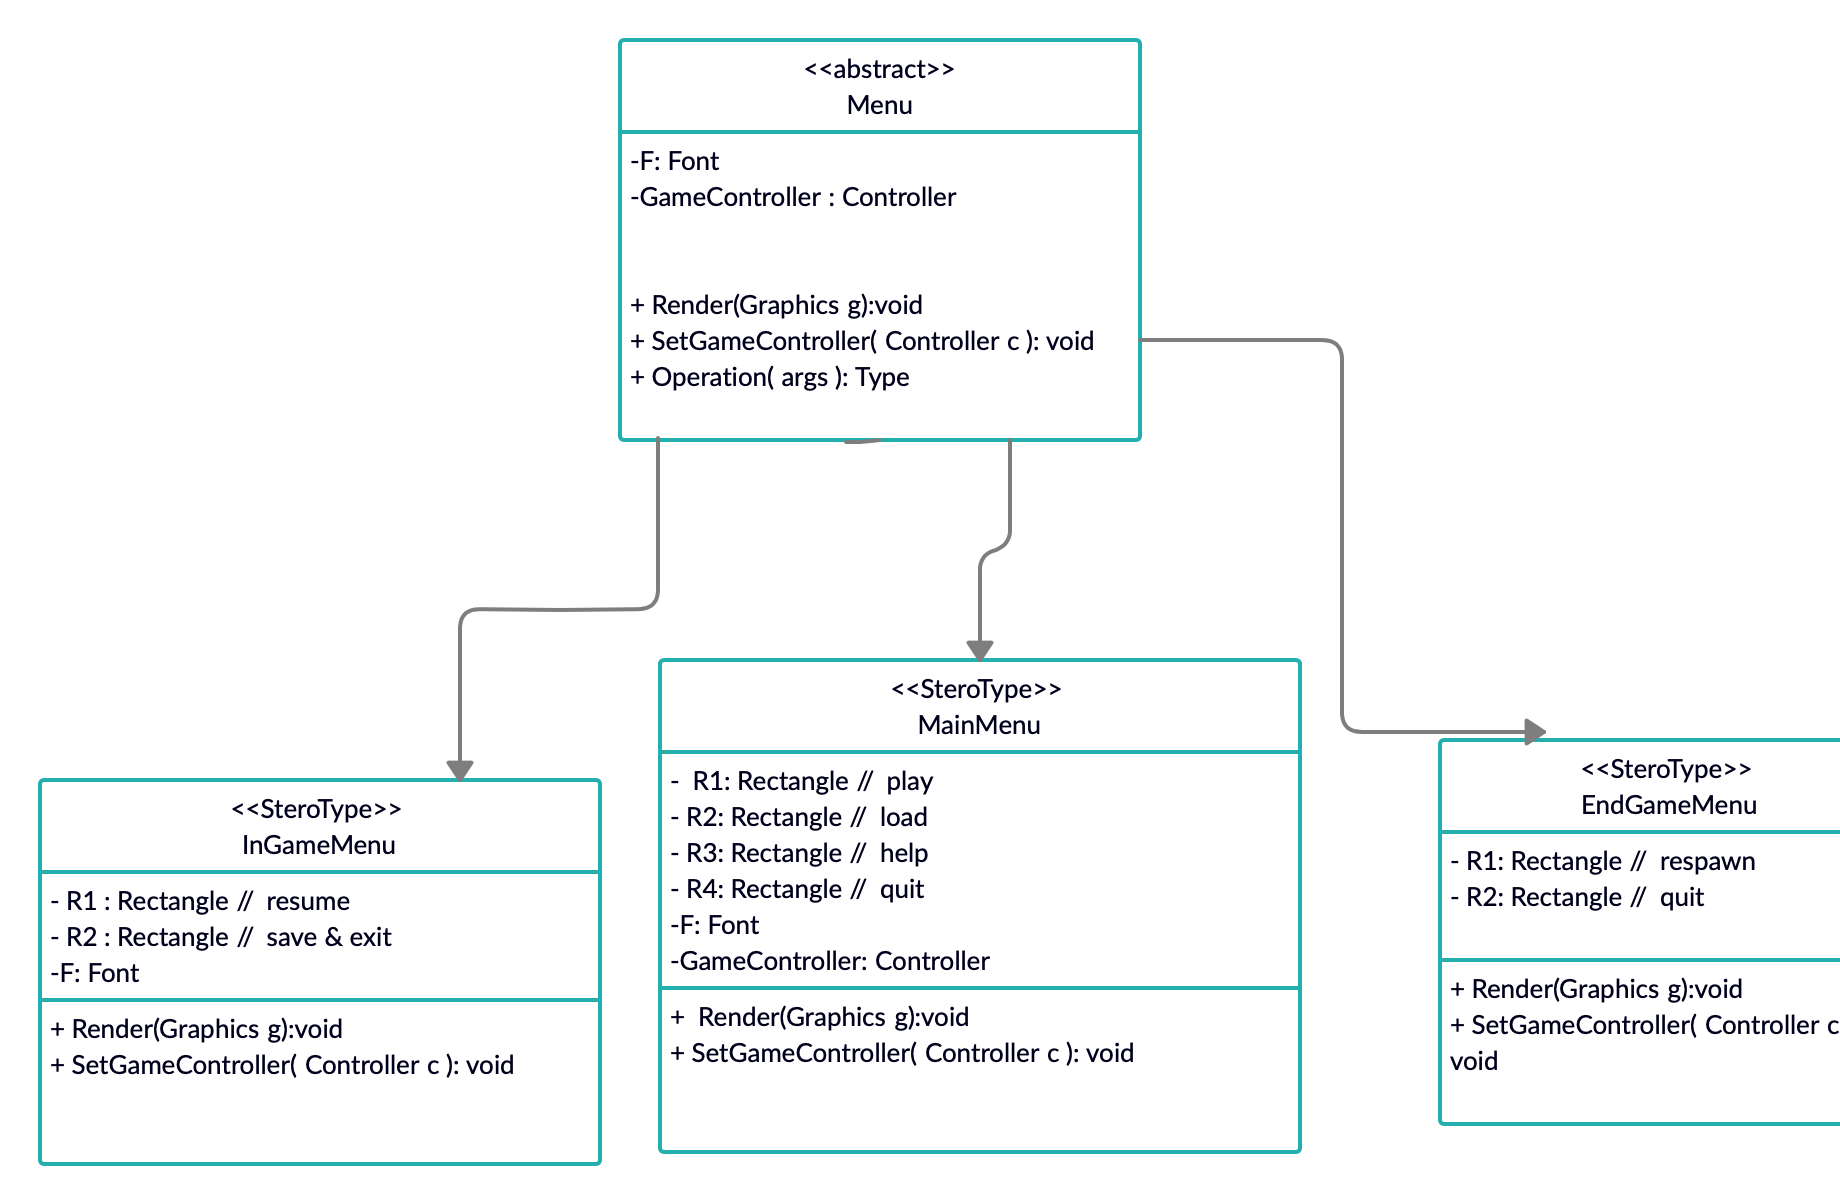 <<abstract>>
Menu
-F: Font
-GameController : Controller
+ Render(Graphics g):void
+ SetGameController( Controller c ): void
+ Operation( args ): Type
<<SteroType>>
InGameMenu
- R1 : Rectangle //  resume
- R2 : Rectangle //  save & exit
-F: Font
+ Render(Graphics g):void
+ SetGameController( Controller c ): void
<<SteroType>>
MainMenu
-  R1: Rectangle //  play
- R2: Rectangle //  load
- R3: Rectangle //  help
- R4: Rectangle //  quit
-F: Font
-GameController: Controller
+  Render(Graphics g):void
+ SetGameController( Controller c ): void
<<SteroType>>
EndGameMenu
- R1: Rectangle //  respawn
- R2: Rectangle //  quit
+ Render(Graphics g):void
+ SetGameController( Controller c
void